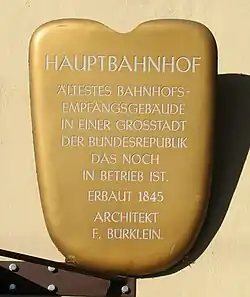 HAUPTBAHNHOF
ÄLTESTES BAHNHOFS-
EMPFANGSGEBÄUDE
IN EINER GROSSTADT
DER BUNDESREPUBLIK
DAS NOCH
IN BETRIEB IST.
ERBAUT 1845
ARCHITEKT
F. BÜRKLEIN.